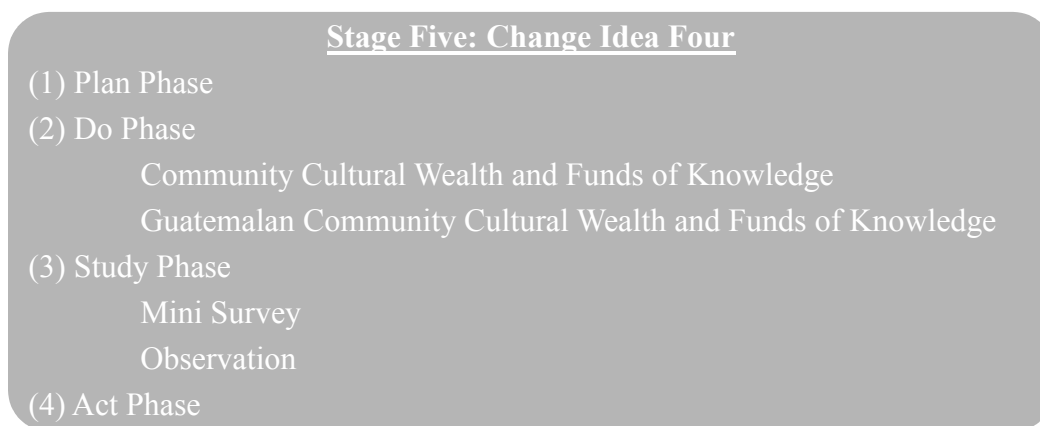 Stage Five: Change Idea Four
(1) Plan Phase
(2) Do Phase
Community Cultural Wealth and Funds of Knowledge
Guatemalan Community Cultural Wealth and Funds of Knowledge
(3) Study Phase
Mini Survey
Observation
(4) Act Phase